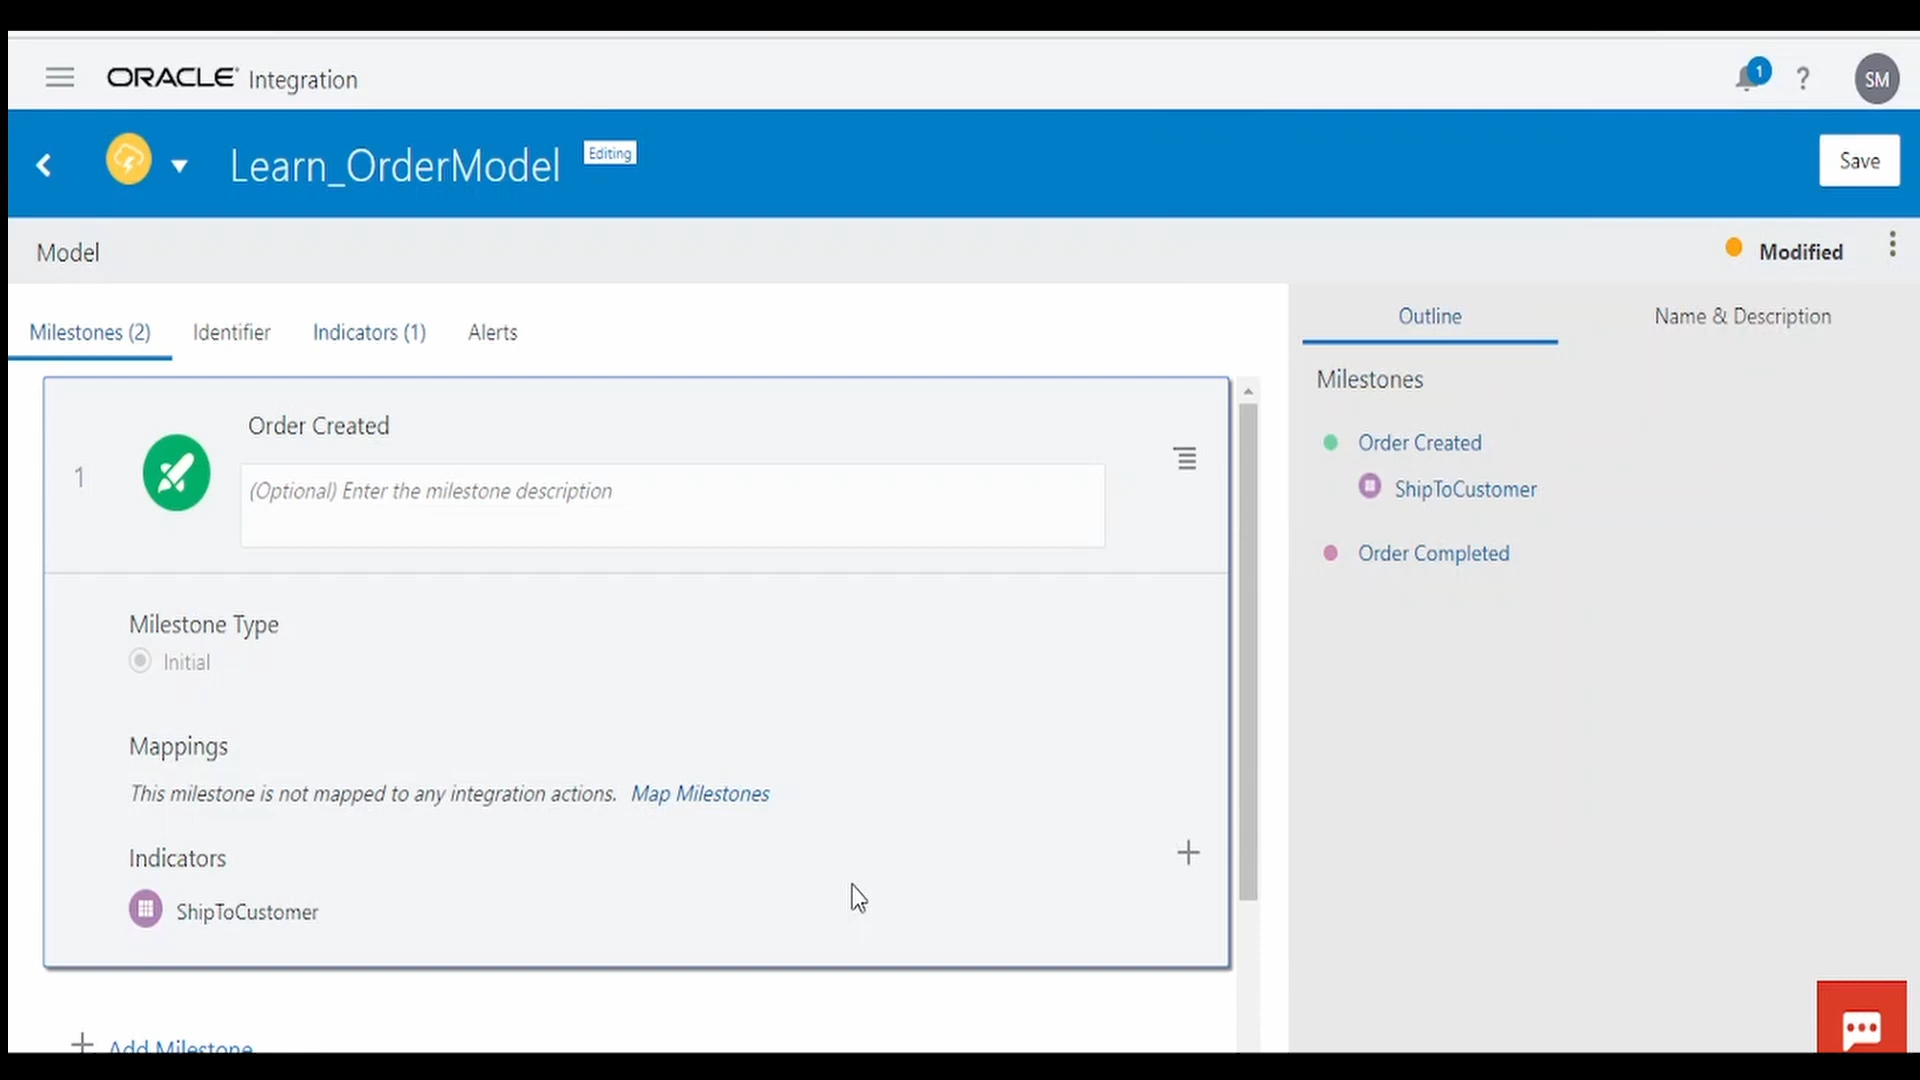 ORACLE Integration
1
?
SM
Learn_OrderModel
Editing
Save
Model
Modified
Milestones (2)
Identifier
Indicators (1)
Alerts
Outline
Name & Description
1
Order Created
(Optional) Enter the milestone description
Milestone Type
Initial
Mappings
This milestone is not mapped to any integration actions. Map Milestones
Indicators
ShipToCustomer
Add Milestone
Milestones
Order Created
ShipToCustomer
Order Completed